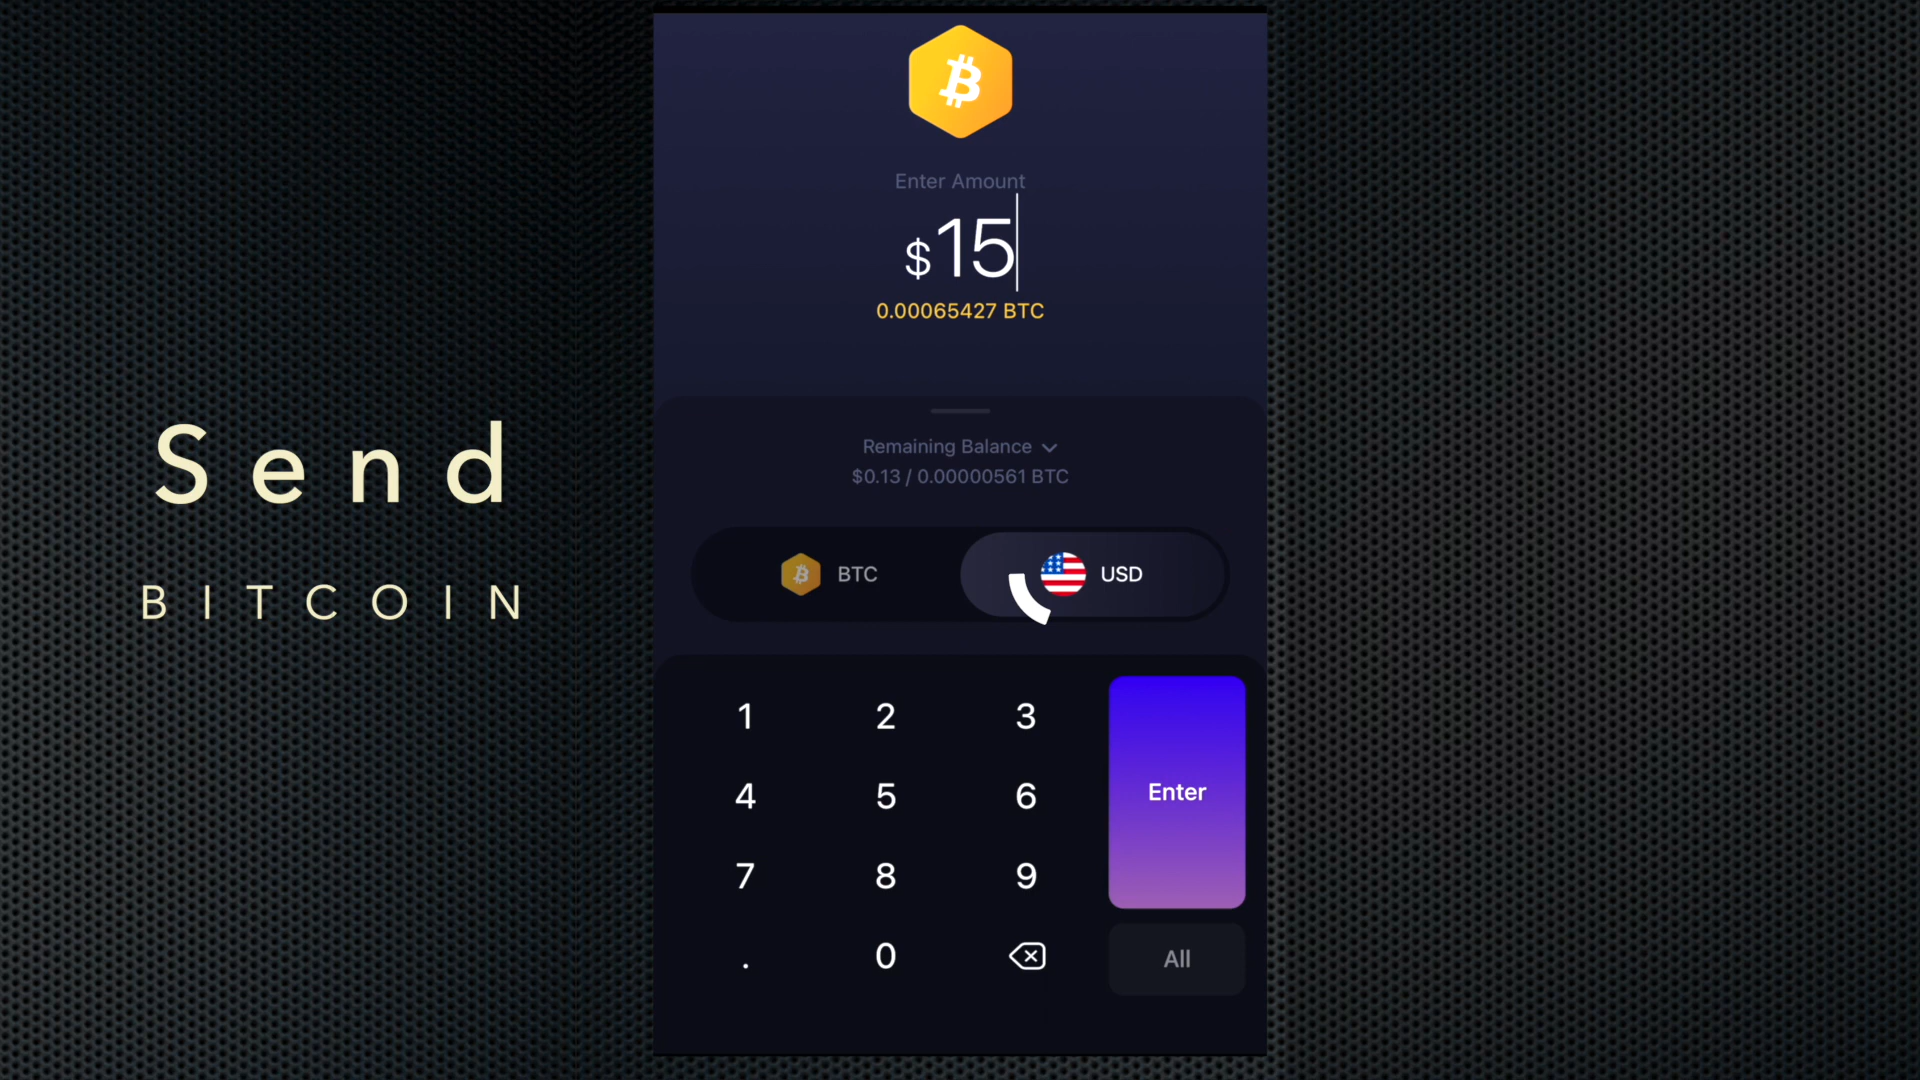 Send
BITCOIN
Enter Amount
$15
0.00065427 BTC
Remaining Balance
$0.13 / 0.00000561 BTC
BTC
USD
1 2 3
4 5 6
7 8 9
. 0
Enter
All